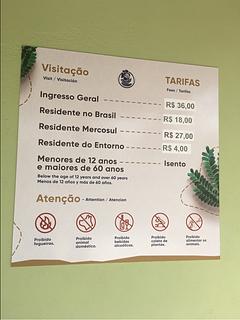 Visitação
Visit / Visitación
TARIFAS
Fees / Tarifas
Ingresso Geral R$ 36,00
Residente no Brasil R$ 18,00
Residente Mercosul R$ 27,00
Residente do Entorno R$ 4,00
Menores de 12 anos
e maiores de 60 anos Isento
Below the age of 12 years and over 60 years
Menos de 12 años y más de 60 años.
Atenção - Attention / Atencion
Proibido fogueiras.
Proibido animal doméstico.
Proibido bebidas alcoólicas.
Proibido coleta de plantas.
Proibido alimentar os animais.